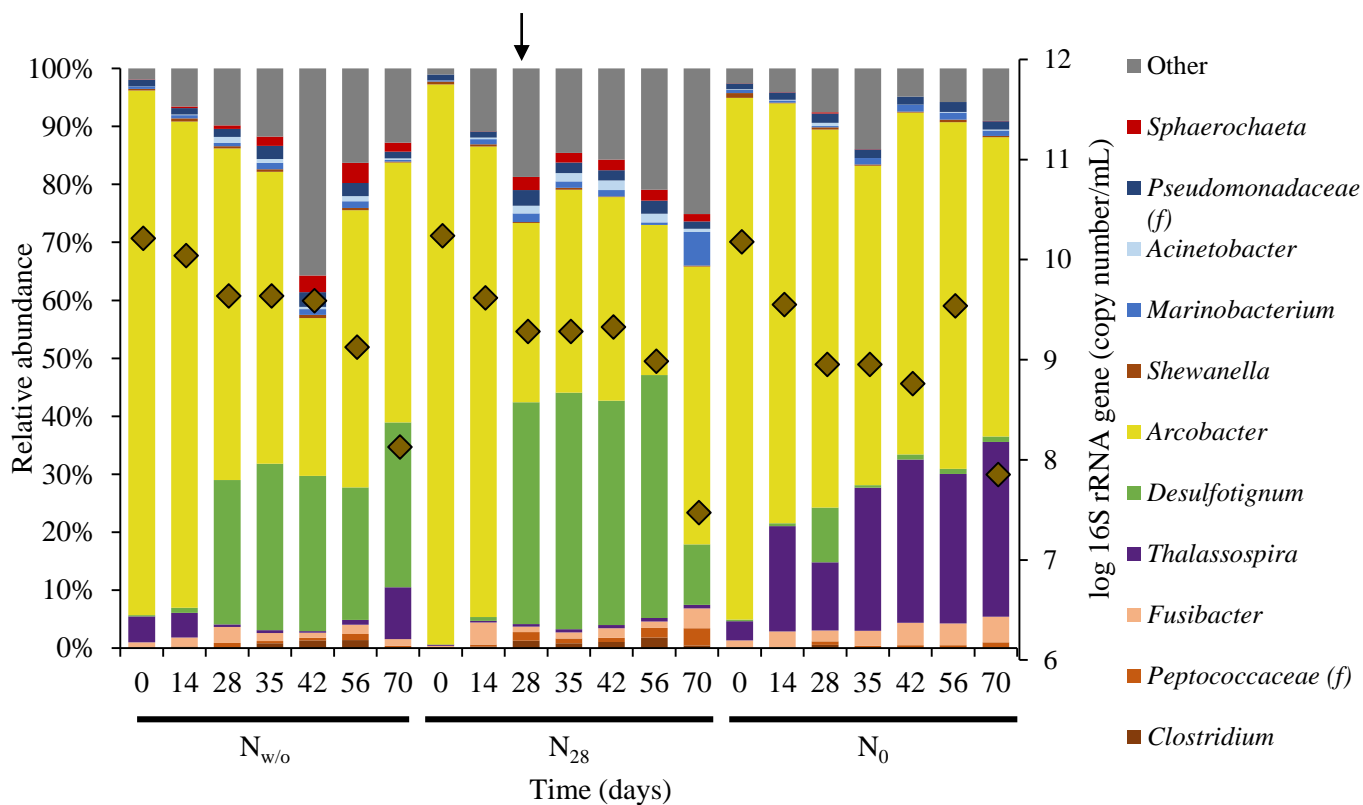 100%
90%
80%
70%
60%
50%
40%
30%
20%
10%
0%
Relative abundance
12
11
10
9
8
7
6
log 16S rRNA gene (copy number/mL)
0 14 28 35 42 56 70 0 14 28 35 42 56 70 0 14 28 35 42 56 70
Nw/o N28 N0
Time (days)
Other
Sphaerochaeta
Pseudomonadaceae
(f)
Acinetobacter
Marinobacterium
Shewanella
Arcobacter
Desulfotignum
Thalassospira
Fusibacter
Peptococcaceae (f)
Clostridium